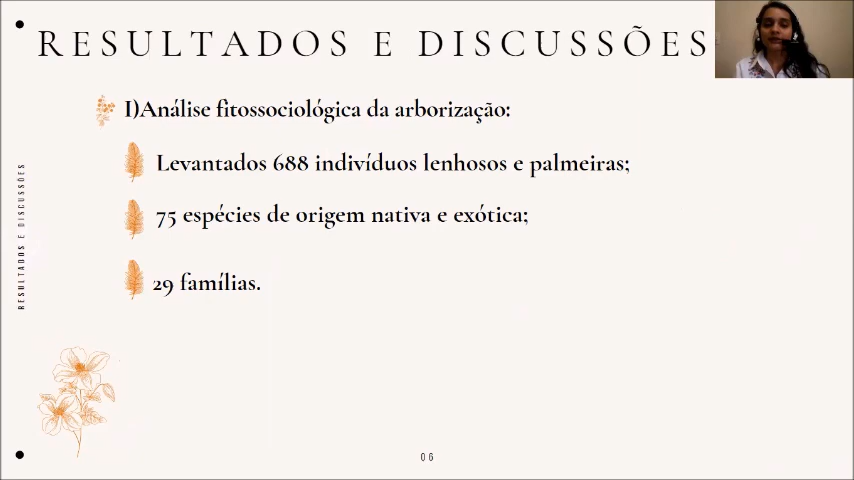 RESULTADOS E DISCUSSÕES
I)Análise fitossociológica da arborização:
Levantados 688 indivíduos lenhosos e palmeiras;
75 espécies de origem nativa e exótica;
29 famílias.
RESULTADOS E DISCUSSÕES
06